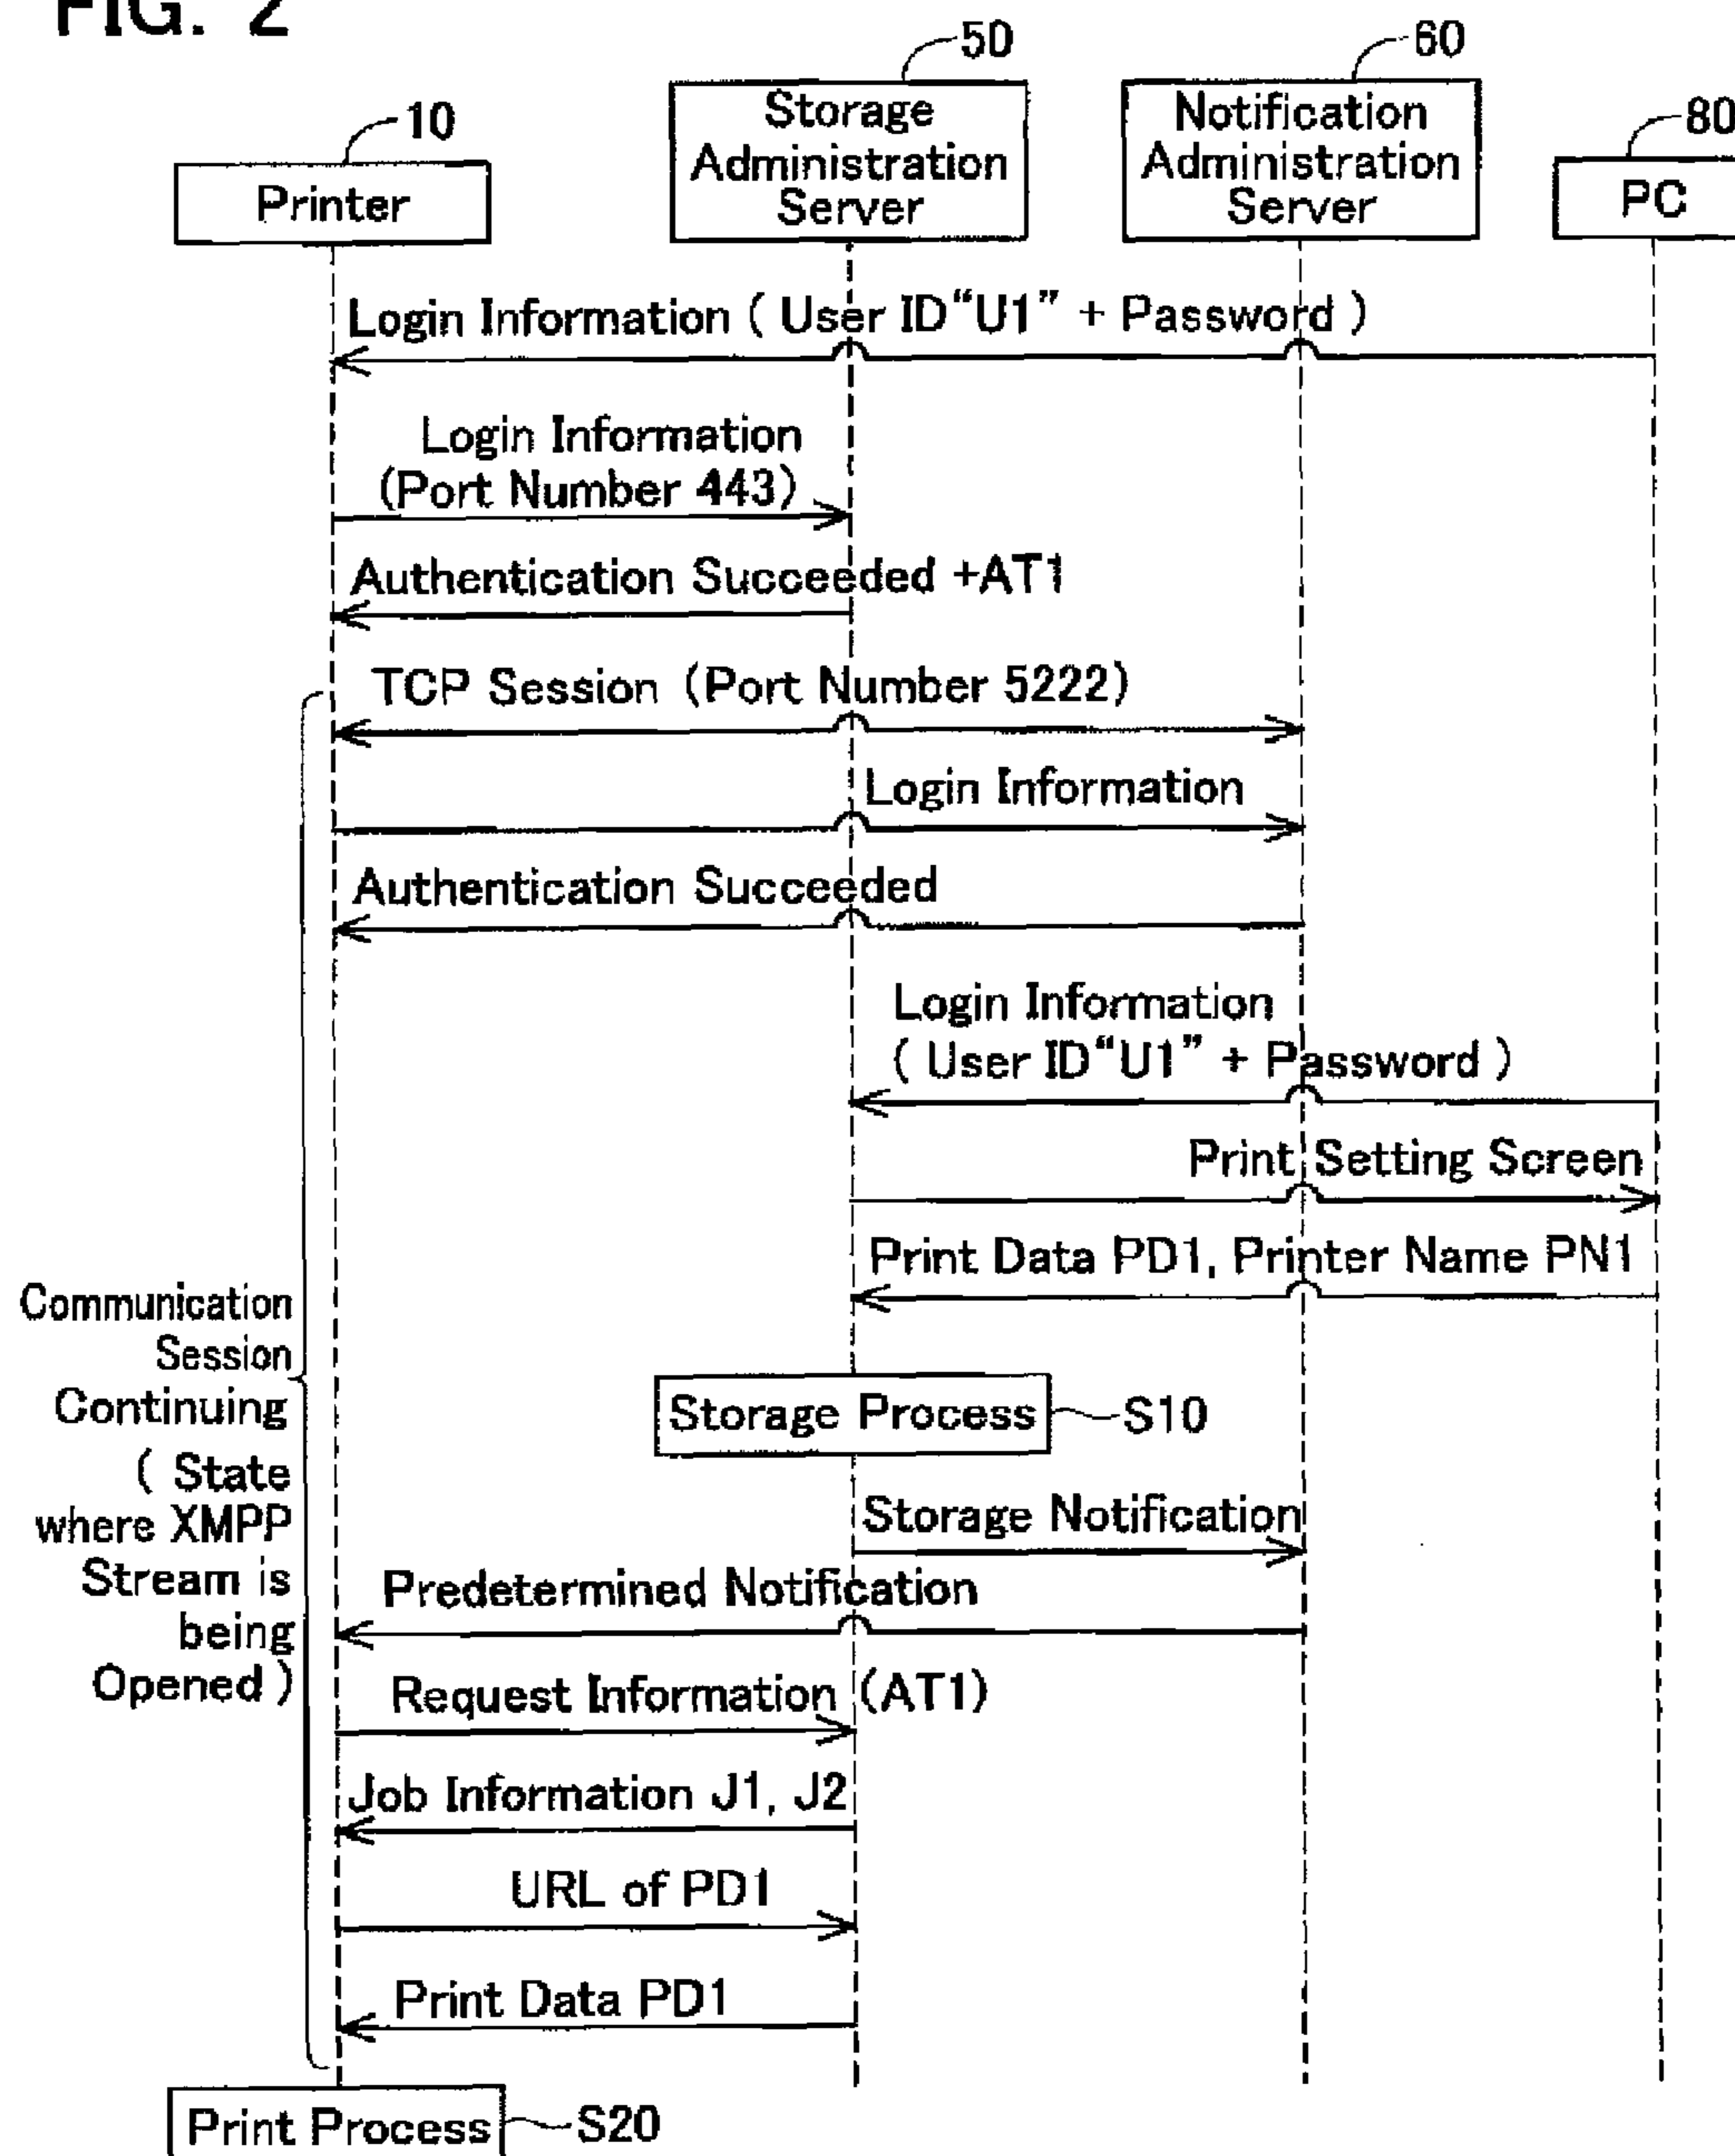 FIG. 2
50
60
10
80
Storage
Administration
Server
Notification
Administration
Server
Printer
PC
Login Information ( User ID“U1” + Password )
Login Information
(Port Number 443)
Authentication Succeeded +AT1
TCP Session (Port Number 5222)
Login Information
Authentication Succeeded
Login Information
( User ID“U1” + Password )
Print Setting Screen
Print Data PD1, Printer Name PN1
Communication
Session
Continuing
( State
where XMPP
Stream is
being
Opened )
Storage Process
S10
Storage Notification
Predetermined Notification
Request Information (AT1)
Job Information J1, J2
URL of PD1
Print Data PD1
Print Process
S20